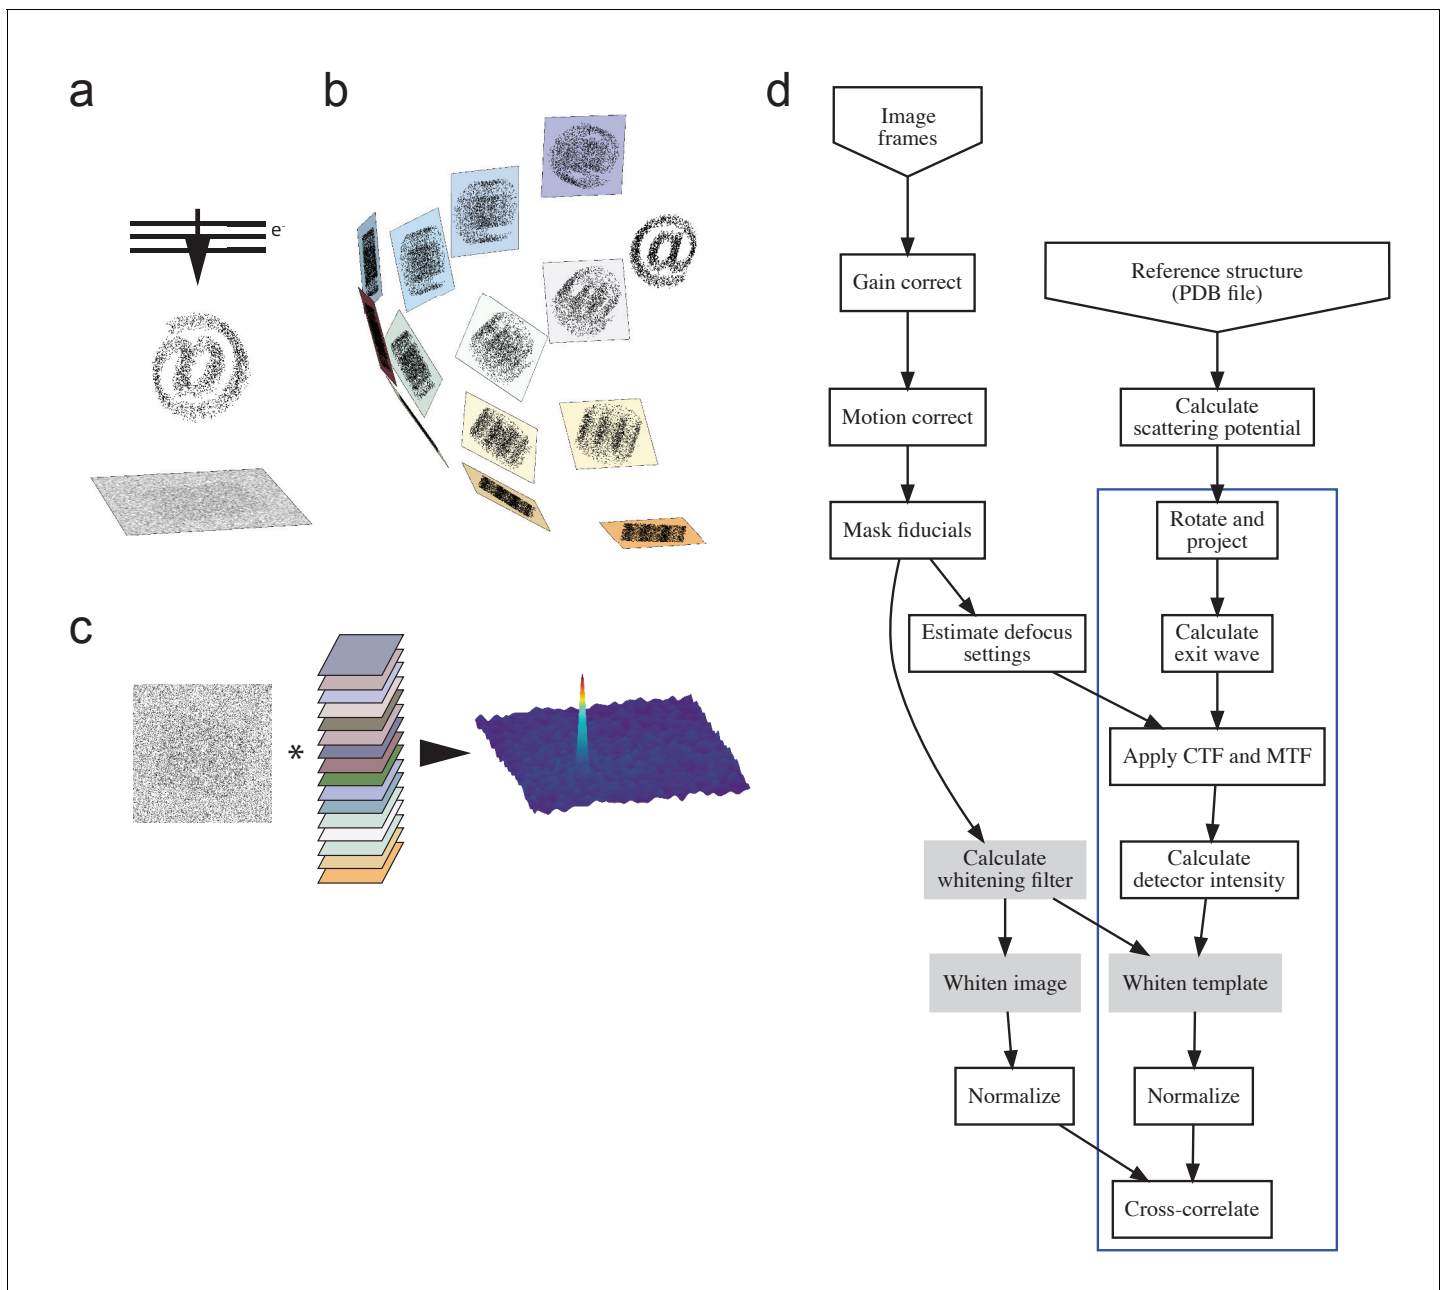 a
b
d
e-
@
*
c
Image
frames
Gain correct
Reference structure
(PDB file)
Motion correct
Calculate
scattering potential
Mask fiducials
Rotate and
project
Estimate defocus
settings
Calculate
exit wave
Apply CTF and MTF
Calculate
whitening filter
Calculate
detector intensity
Whiten image
Whiten template
Normalize
Normalize
Cross-correlate